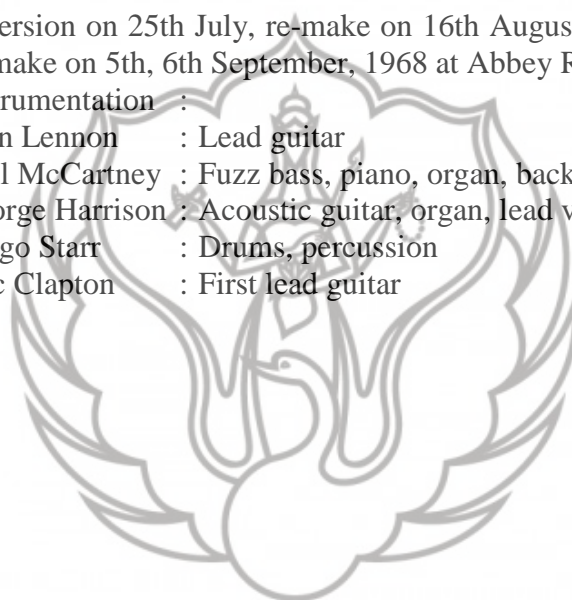 ersion on 25th July, re-make on 16th Augus
make on 5th, 6th September, 1968 at Abbey R
rumentation :
n Lennon : Lead guitar
l McCartney : Fuzz bass, piano, organ, back
orge Harrison : Acoustic guitar, organ, lead v
go Starr : Drums, percussion
c Clapton : First lead guitar